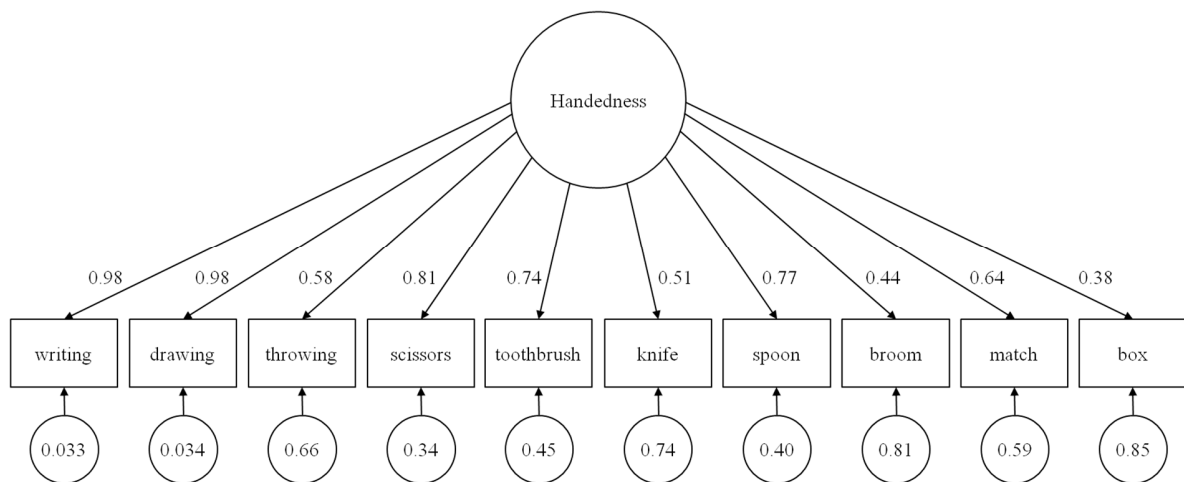 Handedness
0.98 0.98 0.58 0.81 0.74 0.51 0.77 0.44 0.64 0.38
writing drawing throwing scissors toothbrush knife spoon broom match box
0.033 0.034 0.66 0.34 0.45 0.74 0.40 0.81 0.59 0.85